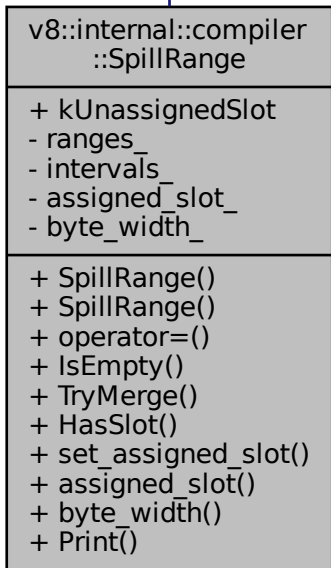 v8::internal::compiler
::SpillRange
+ kUnassignedSlot
- ranges_
- intervals_
- assigned_slot_
- byte_width_
+ SpillRange()
+ SpillRange()
+ operator=()
+ IsEmpty()
+ TryMerge()
+ HasSlot()
+ set_assigned_slot()
+ assigned_slot()
+ byte_width()
+ Print()